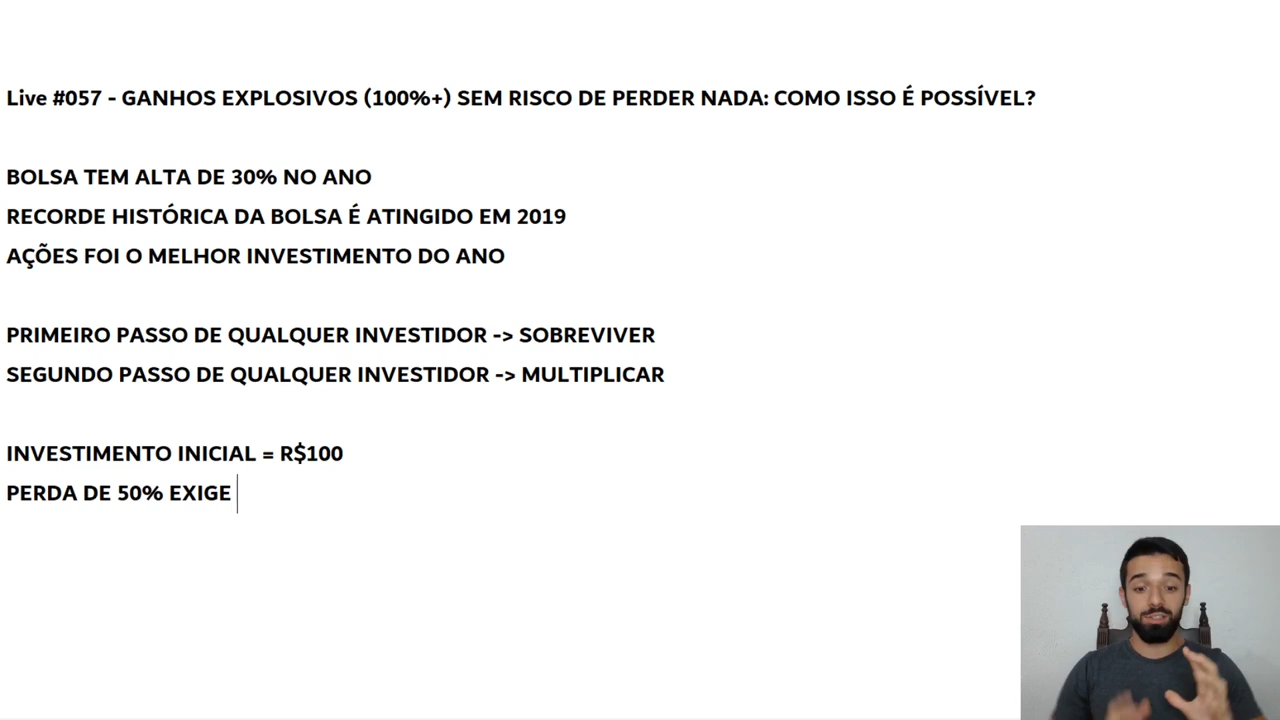 Live #057 - GANHOS EXPLOSIVOS (100%+) SEM RISCO DE PERDER NADA: COMO ISSO É POSSÍVEL?
BOLSA TEM ALTA DE 30% NO ANO
RECORDE HISTÓRICA DA BOLSA É ATINGIDO EM 2019
AÇÕES FOI O MELHOR INVESTIMENTO DO ANO
PRIMEIRO PASSO DE QUALQUER INVESTIDOR -> SOBREVIVER
SEGUNDO PASSO DE QUALQUER INVESTIDOR -> MULTIPLICAR
INVESTIMENTO INICIAL = R$100
PERDA DE 50% EXIGE